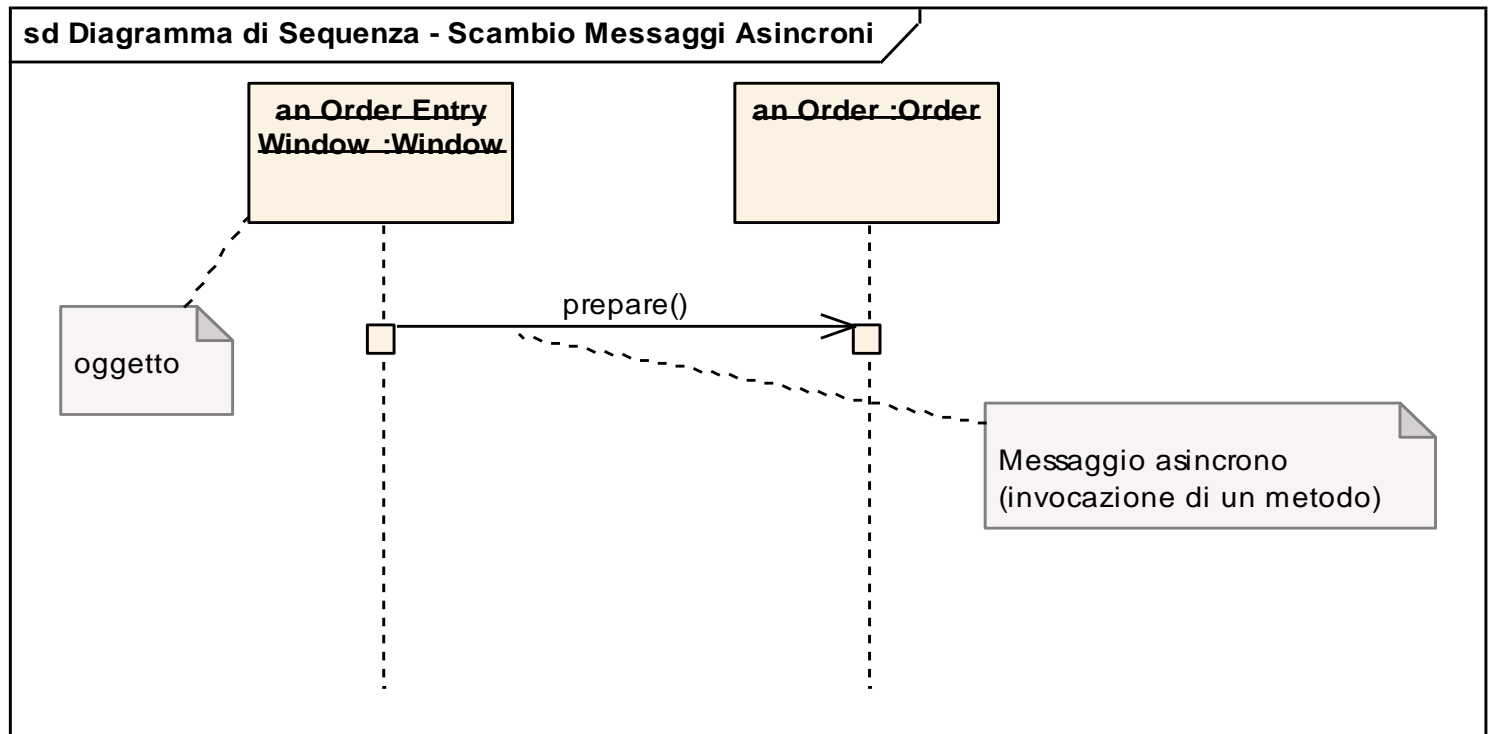 sd Diagramma di Sequenza - Scambio Messaggi Asincroni
an Order Entry
Window :Window
an Order :Order
prepare()
oggetto
Messaggio asincrono
(invocazione di un metodo)